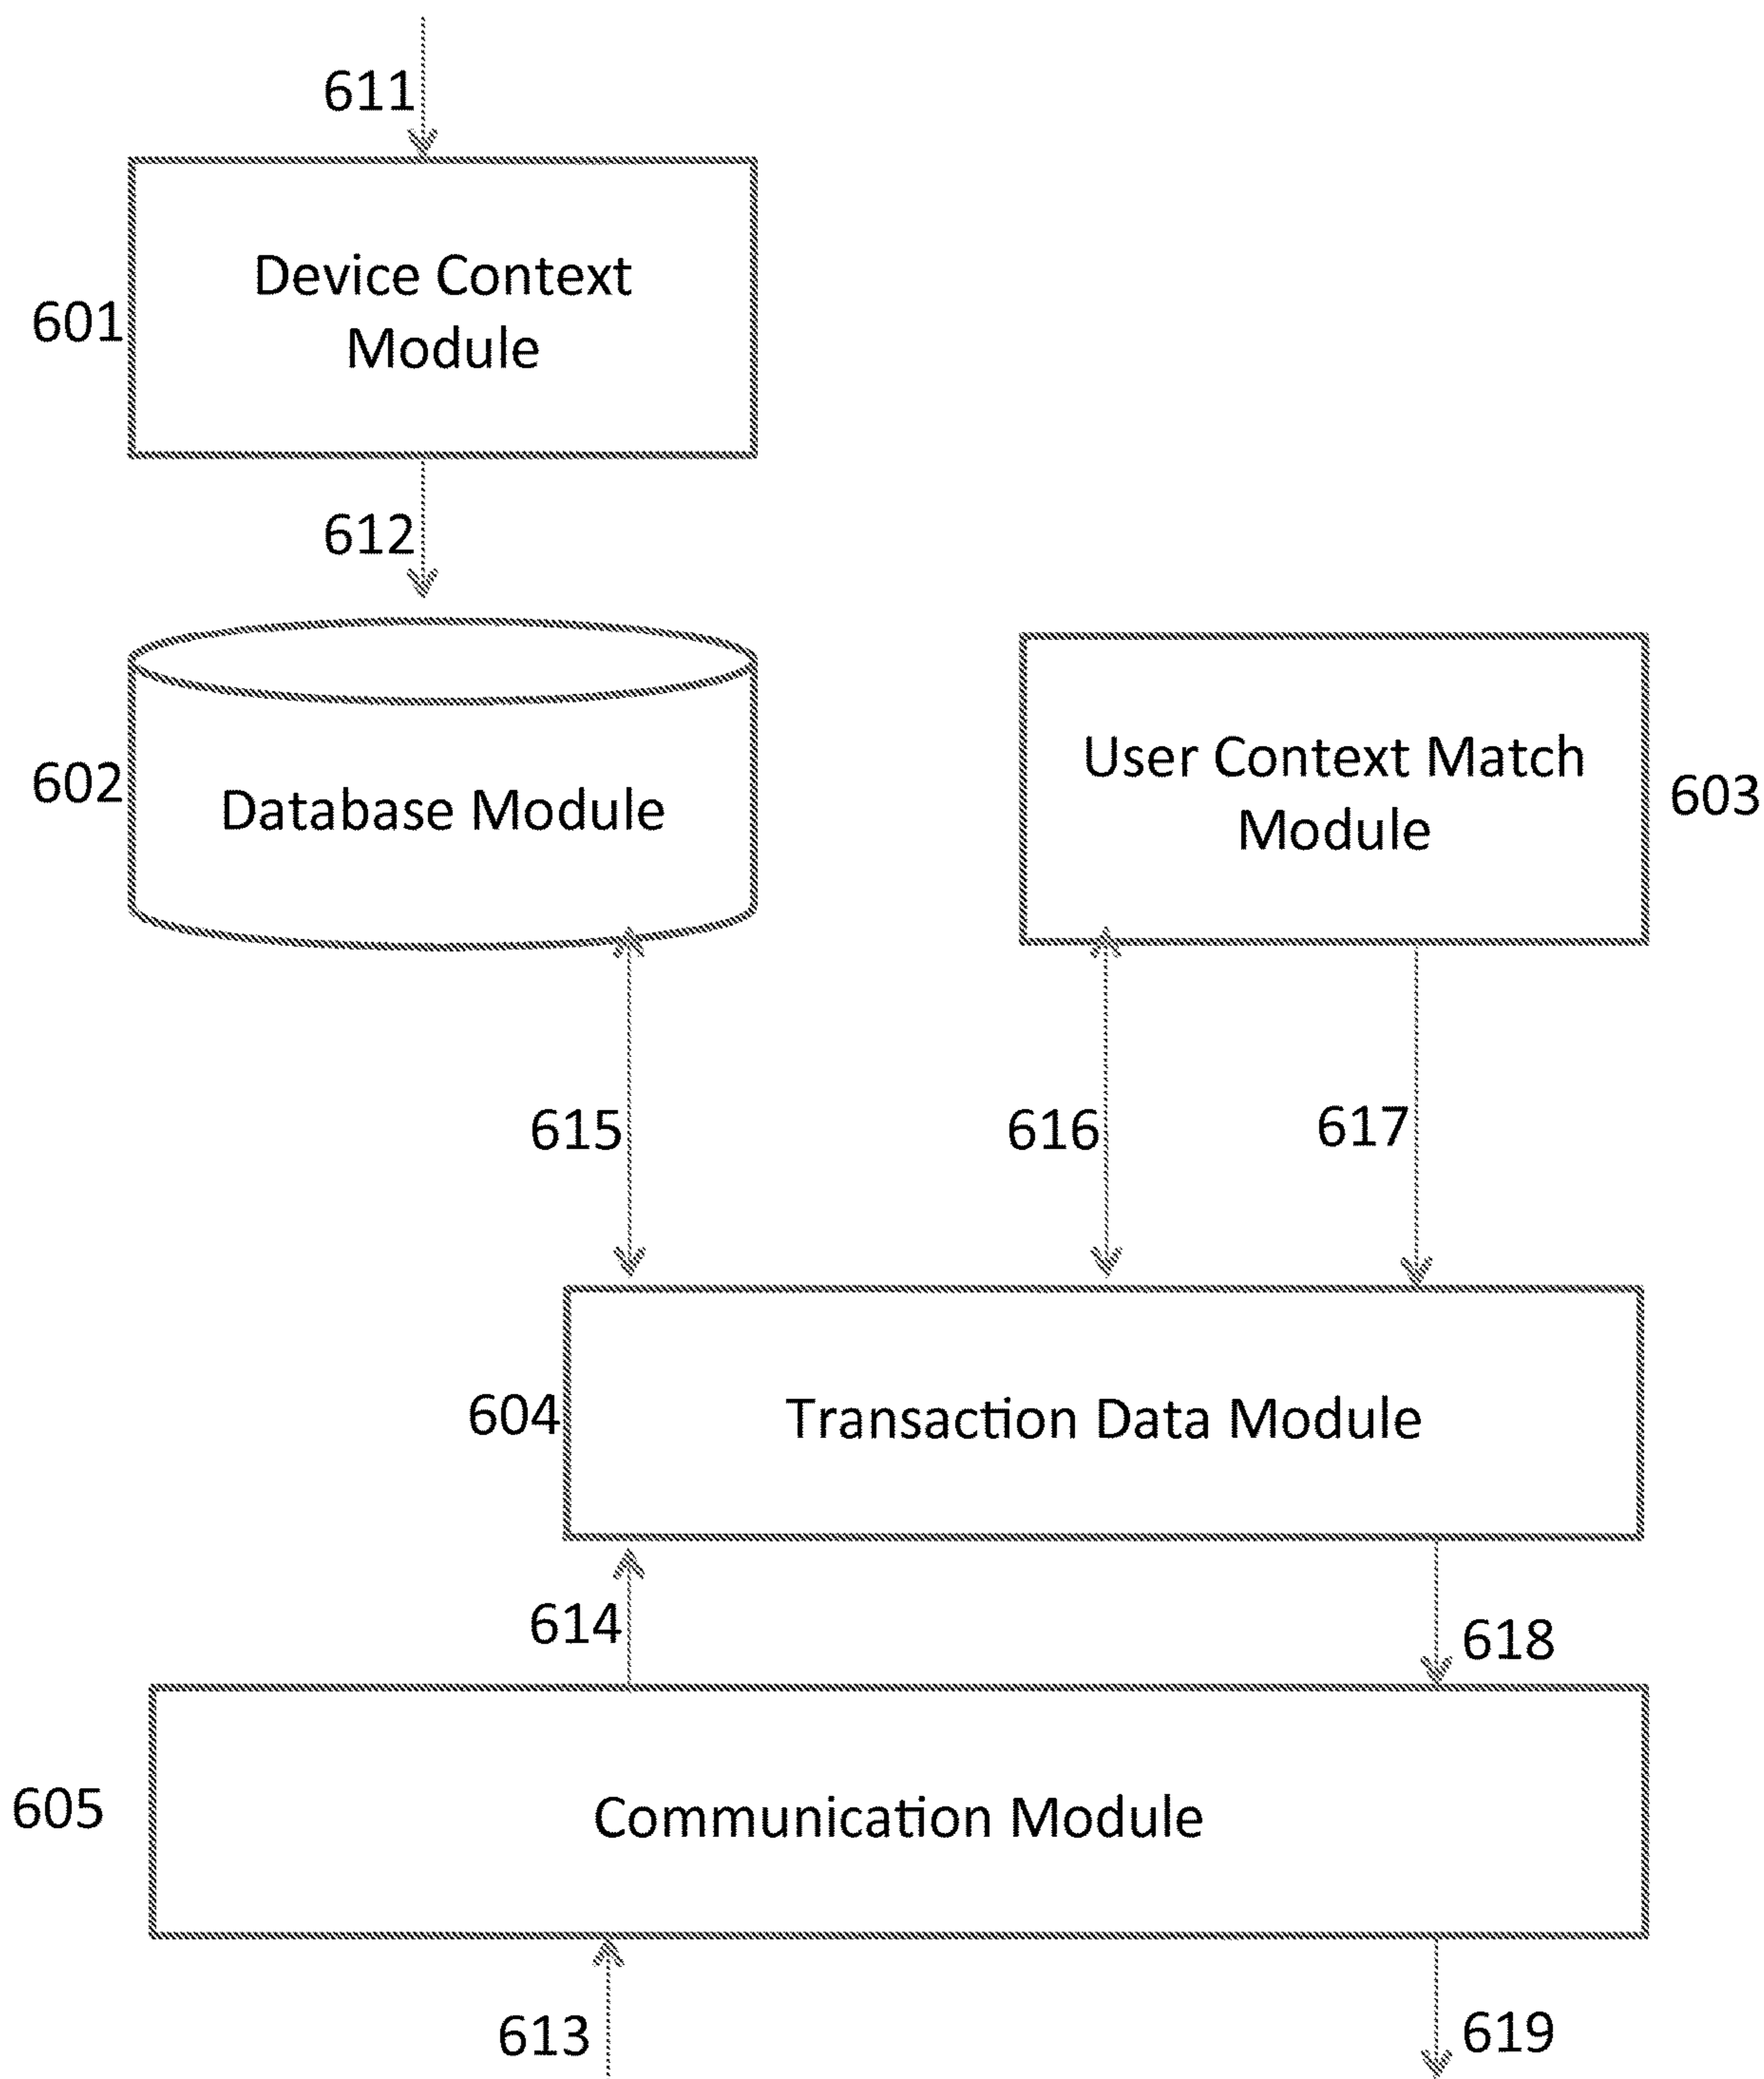 611
Device Context
Module
601
612
602
Database Module
User Context Match
Module
603
615
616
617
604
Transaction Data Module
614
618
605
Communication Module
613
619